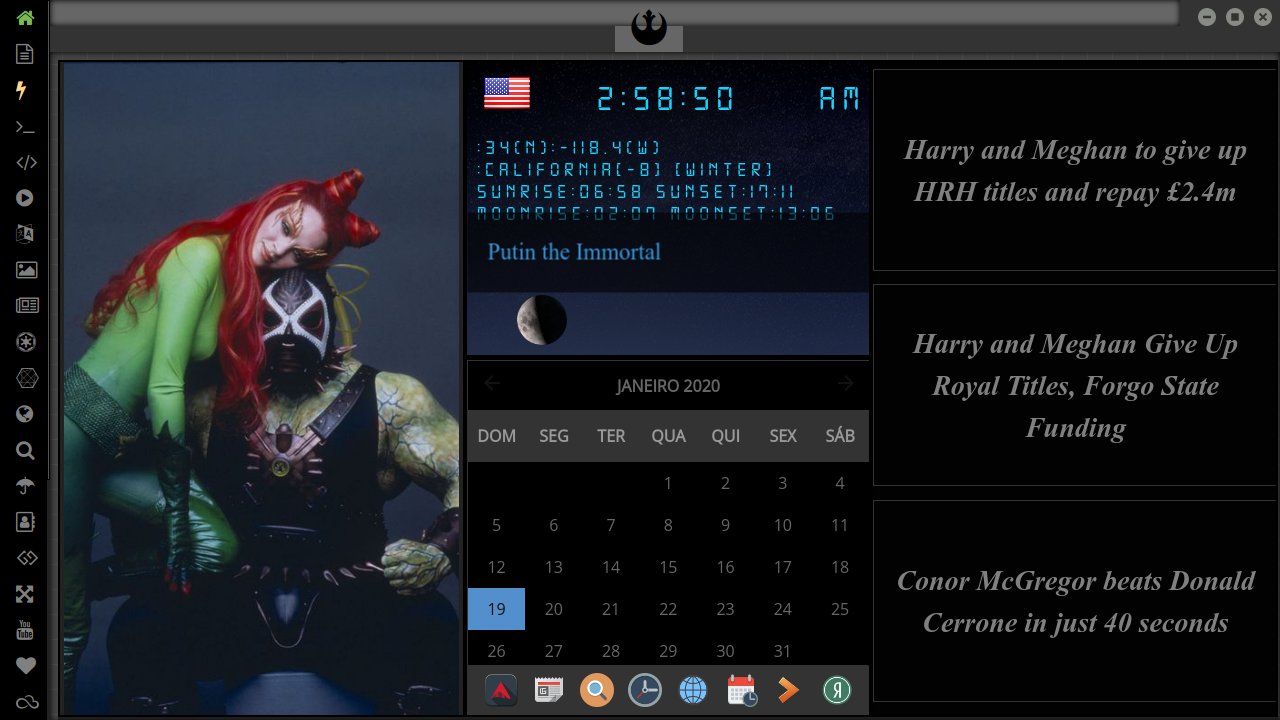 2:58:50 AM
:34(N):-118.4(W)
:CALIFORNIA(-8) (WINTER)
SUNRISE:06:58 SUNSET:17:11
MOONRISE:02:07 MOONSET:13:06
Putin the Immortal
JANEIRO 2020
DOM SEG TER QUA QUI SEX SÁB
1 2 3 4
5 6 7 8 9 10 11
12 13 14 15 16 17 18
19 20 21 22 23 24 25
26 27 28 29 30 31
Harry and Meghan to give up
HRH titles and repay £2.4m
Harry and Meghan Give Up
Royal Titles, Forgo State
Funding
Conor McGregor beats Donald
Cerrone in just 40 seconds
You
Tube
Я